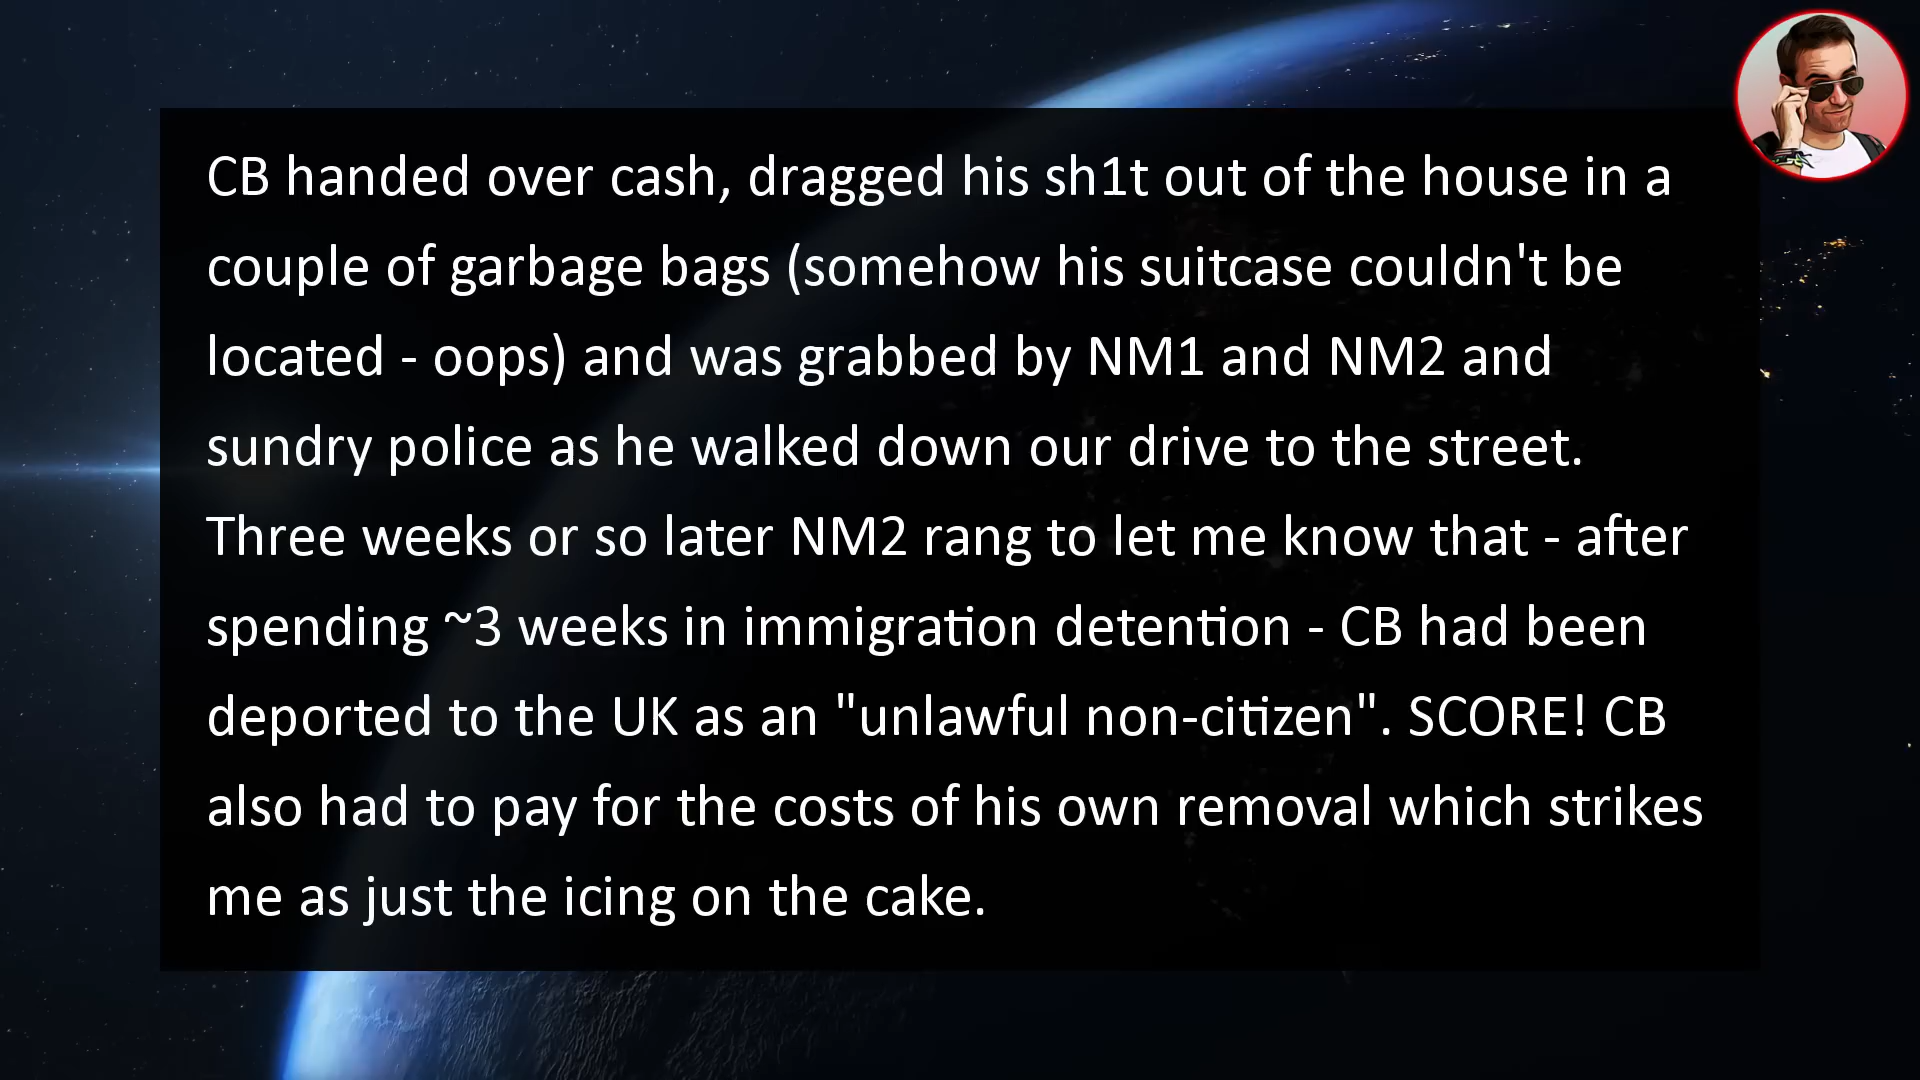 CB handed over cash, dragged his sh1t out of the house in a
couple of garbage bags (somehow his suitcase couldn't be
located - oops) and was grabbed by NM1 and NM2 and
sundry police as he walked down our drive to the street.
Three weeks or so later NM2 rang to let me know that - after
spending ~3 weeks in immigration detention - CB had been
deported to the UK as an "unlawful non-citizen". SCORE! CB
also had to pay for the costs of his own removal which strikes
me as just the icing on the cake.